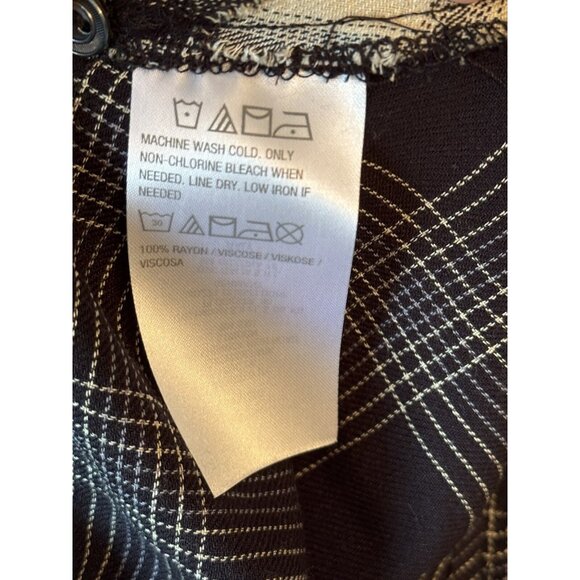 MACHINE WASH COLD. ONLY
NON-CHLORINE BLEACH WHEN
NEEDED. LINE DRY. LOW IRON IF
NEEDED
30
100% RAYON / VISCOSE / VISKOSE /
VISCOSA